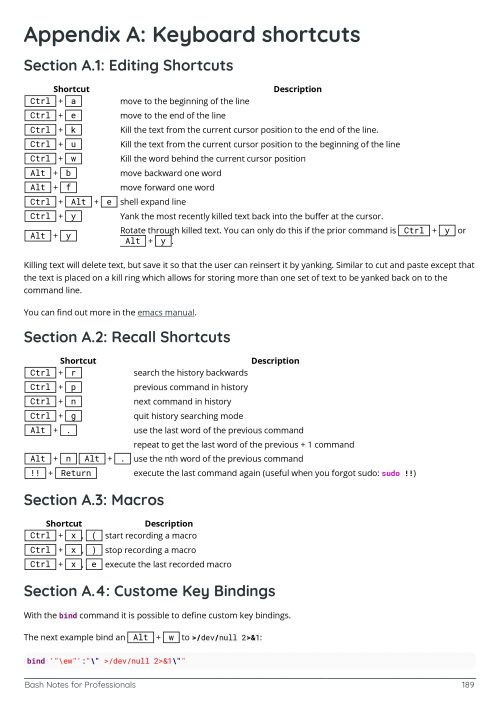 Appendix A: Keyboard shortcuts
Section A.1: Editing Shortcuts
Shortcut Description
Ctrl + a move to the beginning of the line
Ctrl + e move to the end of the line
Ctrl + k Kill the text from the current cursor position to the end of the line.
Ctrl + u Kill the text from the current cursor position to the beginning of the line
Ctrl + w Kill the word behind the current cursor position
Alt + b move backward one word
Alt + f move forward one word
Ctrl + Alt + e shell expand line
Ctrl + y Yank the most recently killed text back into the buffer at the cursor.
Alt + y Rotate through killed text. You can only do this if the prior command is Ctrl + y or
Alt + y .
Killing text will delete text, but save it so that the user can reinsert it by yanking. Similar to cut and paste except that
the text is placed on a kill ring which allows for storing more than one set of text to be yanked back on to the
command line.
You can find out more in the emacs manual.
Section A.2: Recall Shortcuts
Shortcut Description
Ctrl + r search the history backwards
Ctrl + p previous command in history
Ctrl + n next command in history
Ctrl + g quit history searching mode
Alt + . use the last word of the previous command
repeat to get the last word of the previous + 1 command
Alt + n Alt + . use the nth word of the previous command
!! + Return execute the last command again (useful when you forgot sudo: sudo !!)
Section A.3: Macros
Shortcut Description
Ctrl + x, ( start recording a macro
Ctrl + x, ) stop recording a macro
Ctrl + x, e execute the last recorded macro
Section A.4: Custome Key Bindings
With the bind command it is possible to define custom key bindings.
The next example bind an Alt + w to >/dev/null 2>&1:
bind '"\ew"':"\" >/dev/null 2>&1\""
Bash Notes for Professionals 189